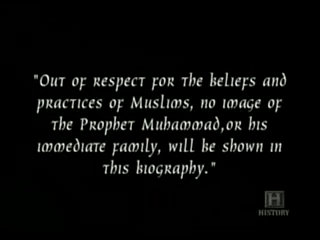 "Out of respect for the beliefs and
practices of Muslims, no image of
the Prophet Muhammad,or his
immediate family, will be shown in
this biography."
H
HISTORY